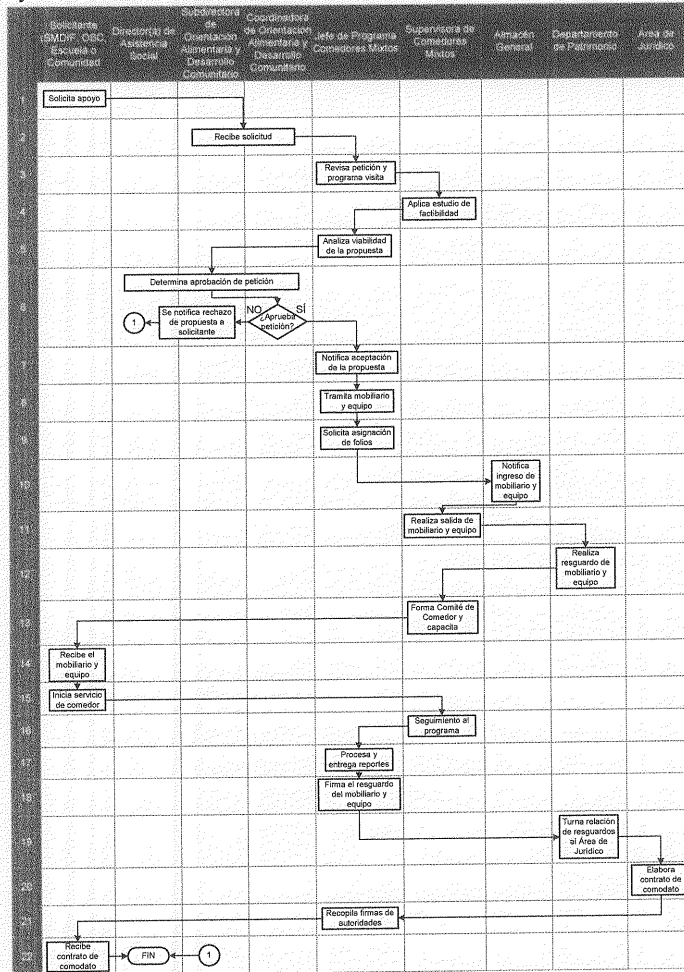 Solicitante
(SMDIF, OSC,
Escuela o
Comunidad
Director(a) de
Asistencia
Social
Subdirectora
de
Orientación
Alimentaria y
Desarrollo
Comunitario
Coordinadora
de Orientación
Alimentaria y
Desarrollo
Comunitario
Jefe de Programa
Comedores Mixtos
Supervisora de
Comedores
Mixtos
Almacén
General
Departamento
de Patrimonio
Área de
Jurídico
1
Solicita apoyo
2
Recibe solicitud
3
Revisa petición y
programa visita
4
Aplica estudio de
factibilidad
5
Analiza viabilidad
de la propuesta
6
Determina aprobación de petición
1
Se notifica rechazo
de propuesta a
solicitante
NO
¿Aprueba
petición?
SÍ
7
Notifica aceptación
de la propuesta
8
Tramita mobiliario
y equipo
9
Solicita asignación
de folios
10
Notifica
ingreso de
mobiliario y
equipo
11
Realiza salida de
mobiliario y equipo
12
Realiza
resguardo de
mobiliario y
equipo
13
Forma Comité de
Comedor y
capacita
14
Recibe el
mobiliario y
equipo
15
Inicia servicio
de comedor
16
Seguimiento al
programa
17
Procesa y
entrega reportes
18
Firma el resguardo
del mobiliario y
equipo
19
Turna relación
de resguardos
al Área de
Jurídico
20
Elabora
contrato de
comodato
21
Recopila firmas de
autoridades
22
Recibe
contrato de
comodato
FIN
1